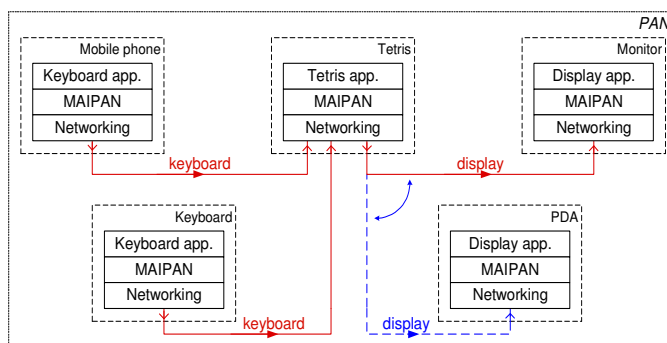 PAN
Mobile phone
Keyboard app.
MAIPAN
Networking
Tetris
Tetris app.
MAIPAN
Networking
Monitor
Display app.
MAIPAN
Networking
keyboard
display
Keyboard
Keyboard app.
MAIPAN
Networking
PDA
Display app.
MAIPAN
Networking
keyboard
display